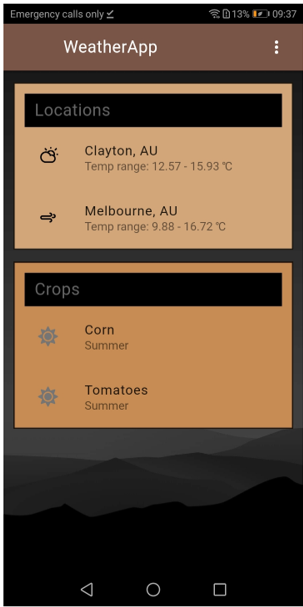 Emergency calls only 13% 09:37
WeatherApp
Locations
Clayton, AU
Temp range: 12.57 - 15.93 °C
Melbourne, AU
Temp range: 9.88 - 16.72 °C
Crops
Corn
Summer
Tomatoes
Summer